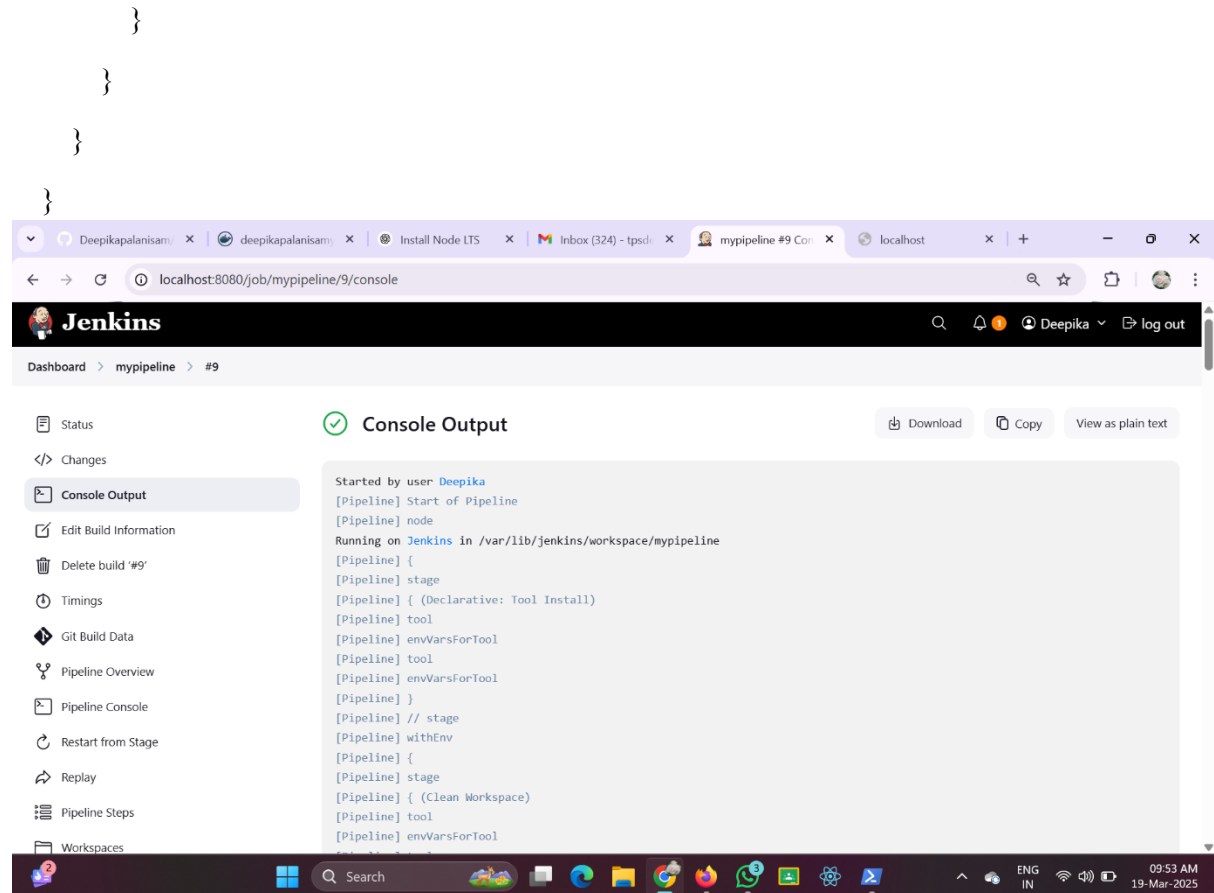 }
}
}
}
Deepikapalanisam/ deepikapalanisam Install Node LTS Inbox (324) - tpsd mypipeline #9 Con localhost
localhost:8080/job/mypipeline/9/console
Jenkins 1 Deepika log out
Dashboard > mypipeline > #9
Status
Console Output
Download Copy View as plain text
Changes
Console Output
Edit Build Information
Delete build '#9'
Timings
Git Build Data
Pipeline Overview
Pipeline Console
Restart from Stage
Replay
Pipeline Steps
Workspaces
Started by user Deepika
[Pipeline] Start of Pipeline
[Pipeline] node
Running on Jenkins in /var/lib/jenkins/workspace/mypipeline
[Pipeline] {
[Pipeline] stage
[Pipeline] { (Declarative: Tool Install)
[Pipeline] tool
[Pipeline] envVarsForTool
[Pipeline] tool
[Pipeline] envVarsForTool
[Pipeline] }
[Pipeline] // stage
[Pipeline] withEnv
[Pipeline] {
[Pipeline] stage
[Pipeline] { (Clean Workspace)
[Pipeline] tool
[Pipeline] envVarsForTool
2 Search 3 ENG 09:53 AM
IN 19-Mar-2025